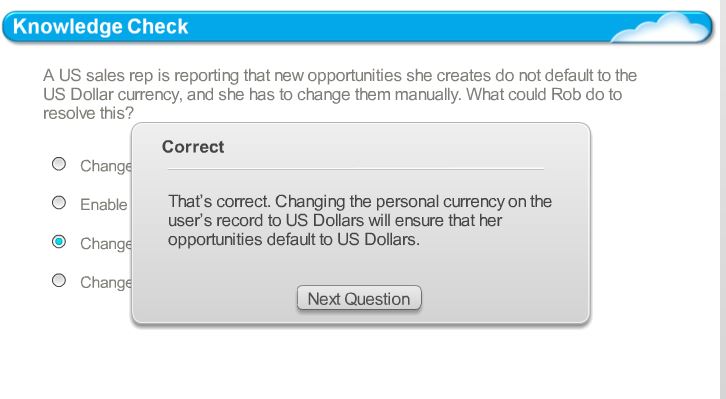 Knowledge Check
A US sales rep is reporting that new opportunities she creates do not default to the
US Dollar currency, and she has to change them manually. What could Rob do to
resolve this?
Correct
Change
That's correct. Changing the personal currency on the
Enable
user's record to US Dollars will ensure that her
Change
opportunities default to US Dollars.
Change
Next Question